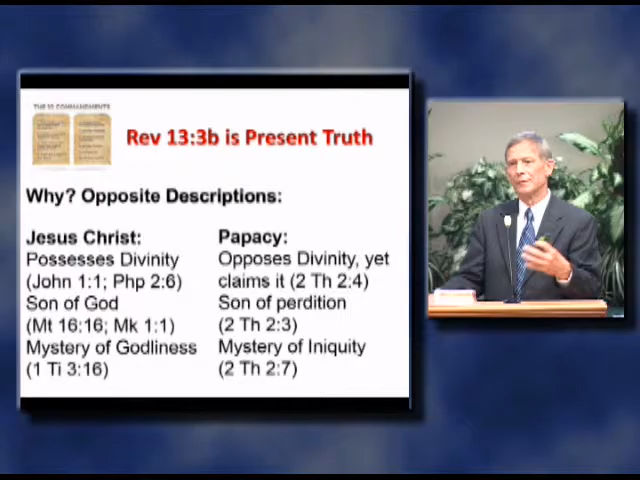 THE 10 COMMANDMENTS
Rev 13:3b is Present Truth
Why? Opposite Descriptions:
Jesus Christ:
Possesses Divinity
(John 1:1; Php 2:6)
Son of God
(Mt 16:16; Mk 1:1)
Mystery of Godliness
(1 Ti 3:16)
Papacy:
Opposes Divinity, yet
claims it (2 Th 2:4)
Son of perdition
(2 Th 2:3)
Mystery of Iniquity
(2 Th 2:7)